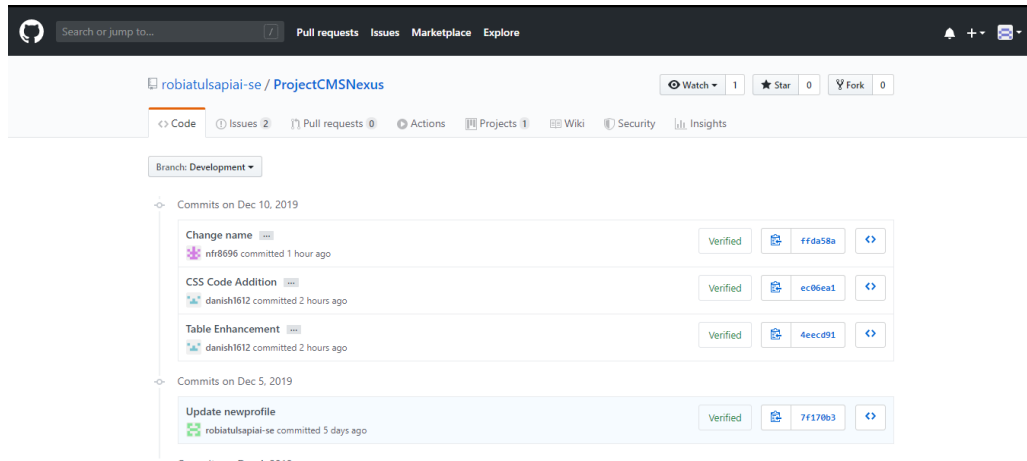 Search or jump to... /
Pull requests Issues Marketplace Explore
robiatulsapiai-se / ProjectCMSNexus
Watch 1 Star 0 Fork 0
Code Issues 2 Pull requests 0 Actions Projects 1 Wiki Security Insights
Branch: Development
Commits on Dec 10, 2019
Change name ...
nfr8696 committed 1 hour ago
Verified ffda58a
CSS Code Addition ...
danish1612 committed 2 hours ago
Verified ec06ea1
Table Enhancement ...
danish1612 committed 2 hours ago
Verified 4eecd91
Commits on Dec 5, 2019
Update newprofile
robiatulsapiai-se committed 5 days ago
Verified 7f170b3